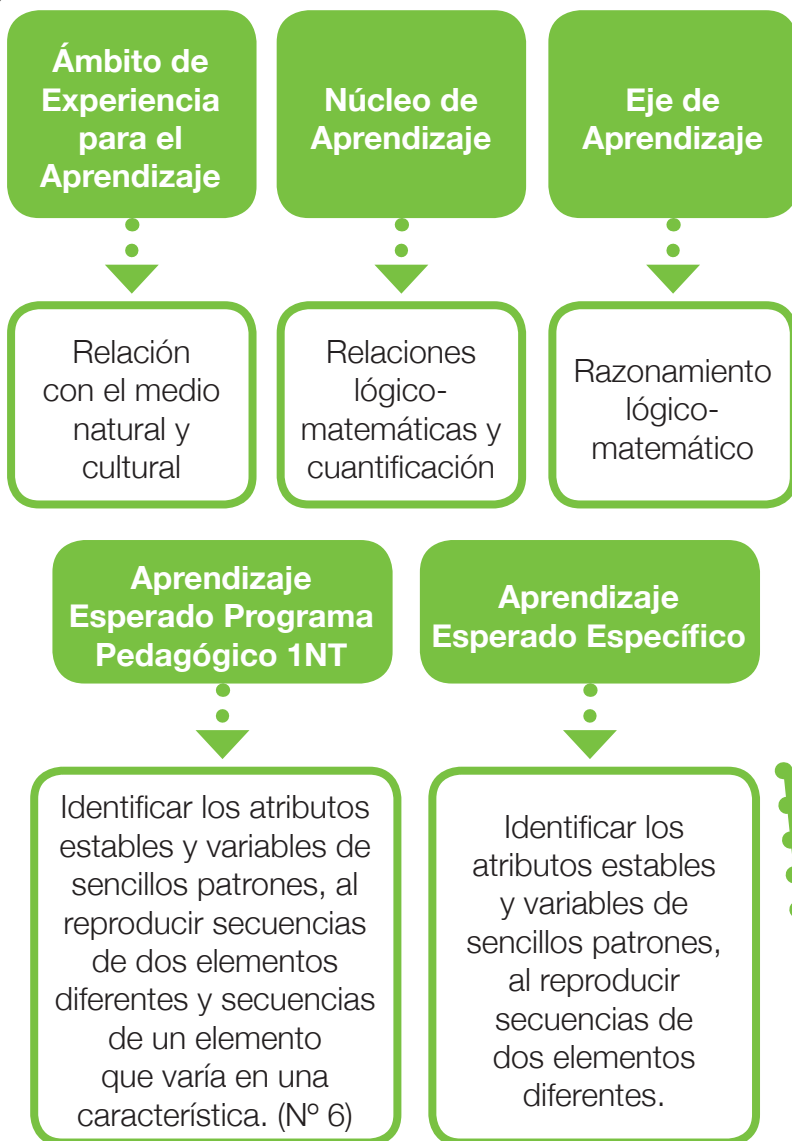 Ámbito de
Experiencia
para el
Aprendizaje
Núcleo de
Aprendizaje
Eje de
Aprendizaje
Relación
con el medio
natural y
cultural
Relaciones
lógico-
matemáticas y
cuantificación
Razonamiento
lógico-
matemático
Aprendizaje
Esperado Programa
Pedagógico 1NT
Aprendizaje
Esperado Específico
Identificar los atributos
estables y variables de
sencillos patrones, al
reproducir secuencias
de dos elementos
diferentes y secuencias
de un elemento
que varía en una
característica. (Nº 6)
Identificar los
atributos estables
y variables de
sencillos patrones,
al reproducir
secuencias de
dos elementos
diferentes.